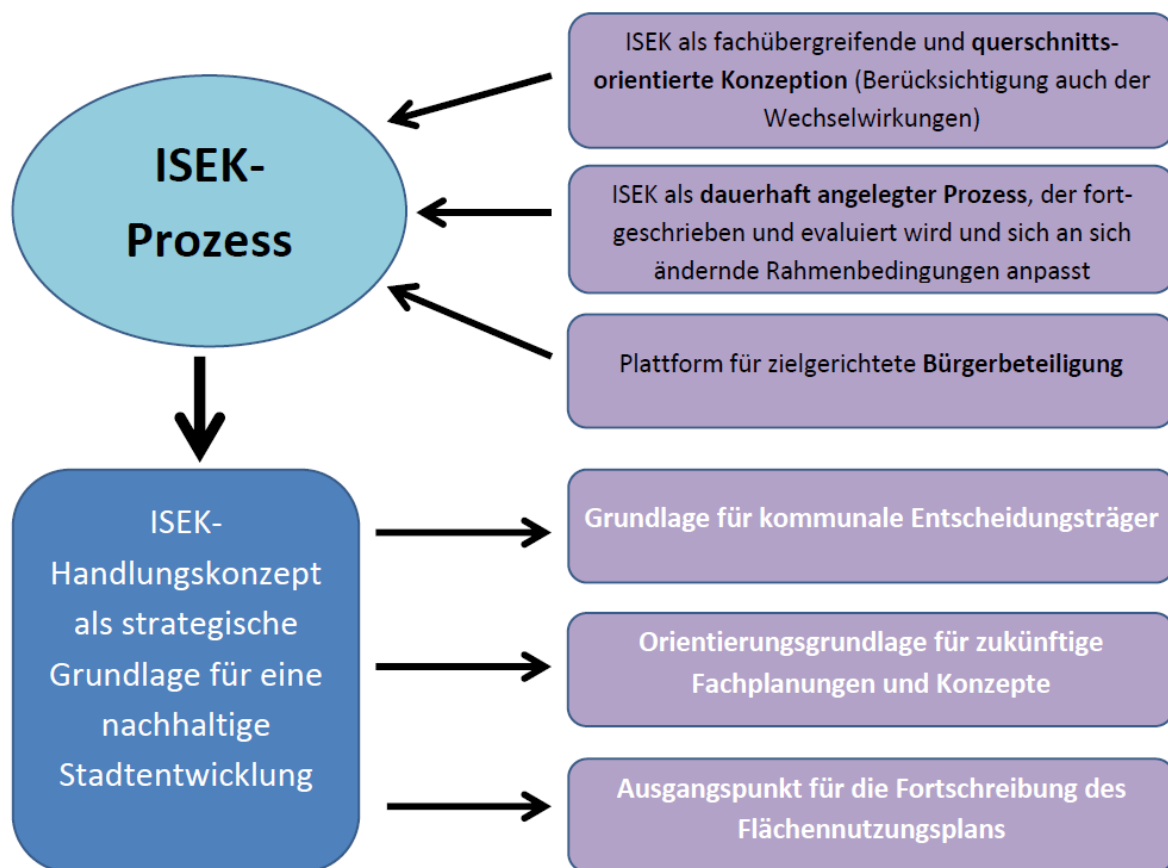 ISEK-
Prozess
ISEK als fachübergreifende und querschnitts-
orientierte Konzeption (Berücksichtigung auch der
Wechselwirkungen)
ISEK als dauerhaft angelegter Prozess, der fort-
geschrieben und evaluiert wird und sich an sich
ändernde Rahmenbedingungen anpasst
Plattform für zielgerichtete Bürgerbeteiligung
ISEK-
Handlungskonzept
als strategische
Grundlage für eine
nachhaltige
Stadtentwicklung
Grundlage für kommunale Entscheidungsträger
Orientierungsgrundlage für zukünftige
Fachplanungen und Konzepte
Ausgangspunkt für die Fortschreibung des
Flächennutzungsplans